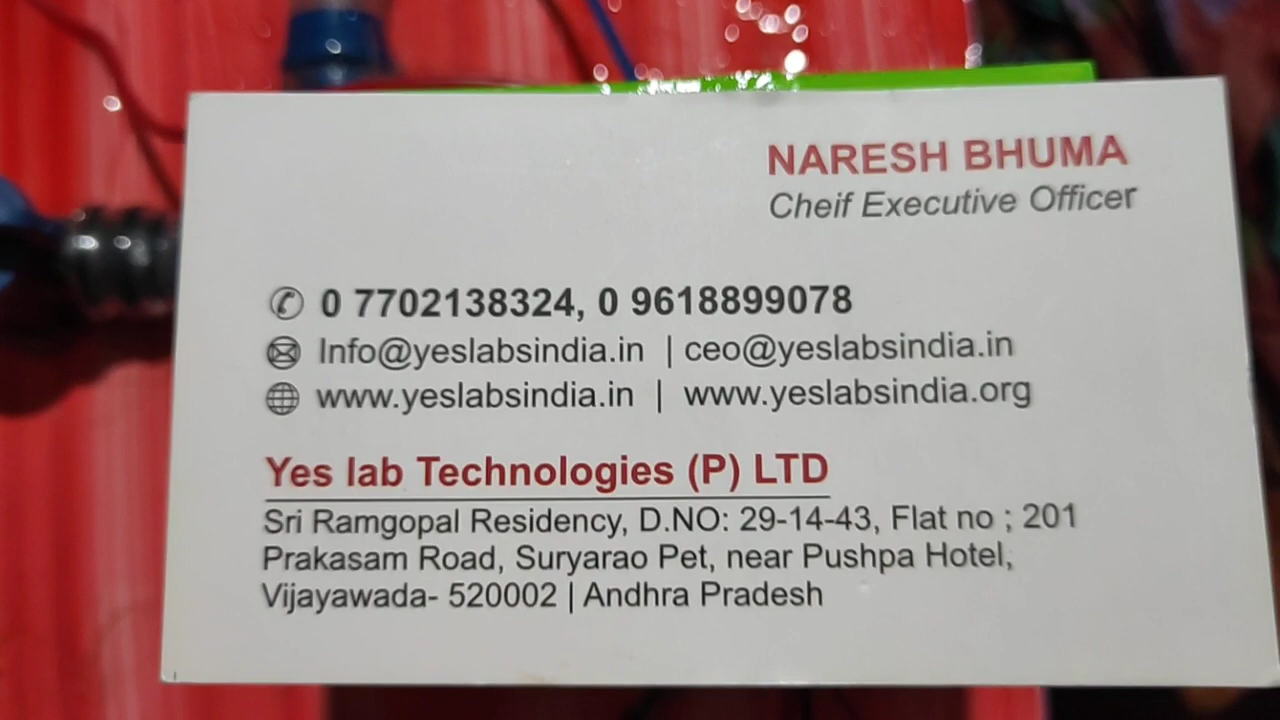 NARESH BHUMA
Cheif Executive Officer
✆ 0 7702138324, 0 9618899078
Info@yeslabsindia.in | ceo@yeslabsindia.in
www.yeslabsindia.in | www.yeslabsindia.org
Yes lab Technologies (P) LTD
Sri Ramgopal Residency, D.NO: 29-14-43, Flat no ; 201
Prakasam Road, Suryarao Pet, near Pushpa Hotel,
Vijayawada- 520002 | Andhra Pradesh